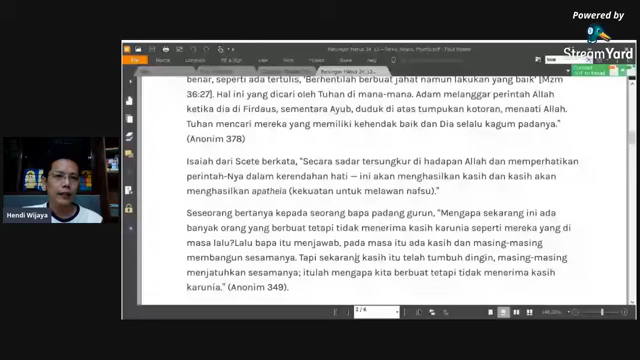 Powered by
StreamYard
benar, seperti ada tertulis, 'Berhentilah berbuat jahat namun lakukan yang baik' [Mzm
36:27]. Hal ini yang dicari oleh Tuhan di mana-mana. Adam melanggar perintah Allah
ketika dia di Firdaus, sementara Ayub, duduk di atas tumpukan kotoran, menaati Allah.
Tuhan mencari mereka yang memiliki kehendak baik dan Dia selalu kagum padanya."
(Anonim 378)
Isaiah dari Scete berkata, "Secara sadar tersungkur di hadapan Allah dan memperhatikan
perintah-Nya dalam kerendahan hati — ini akan menghasilkan kasih dan kasih akan
menghasilkan apatheia (kekuatan untuk melawan nafsu)."
Seseorang bertanya kepada seorang bapa padang gurun, "Mengapa sekarang ini ada
banyak orang yang berbuat tetapi tidak menerima kasih karunia seperti mereka yang di
masa lalu?Lalu bapa itu menjawab, pada masa itu ada kasih dan masing-masing
membangun sesamanya. Tapi sekarang kasih itu telah tumbuh dingin, masing-masing
menjatuhkan sesamanya; itulah mengapa kita berbuat tetapi tidak menerima kasih
karunia." (Anonim 349).
Hendi Wijaya
2 / 6